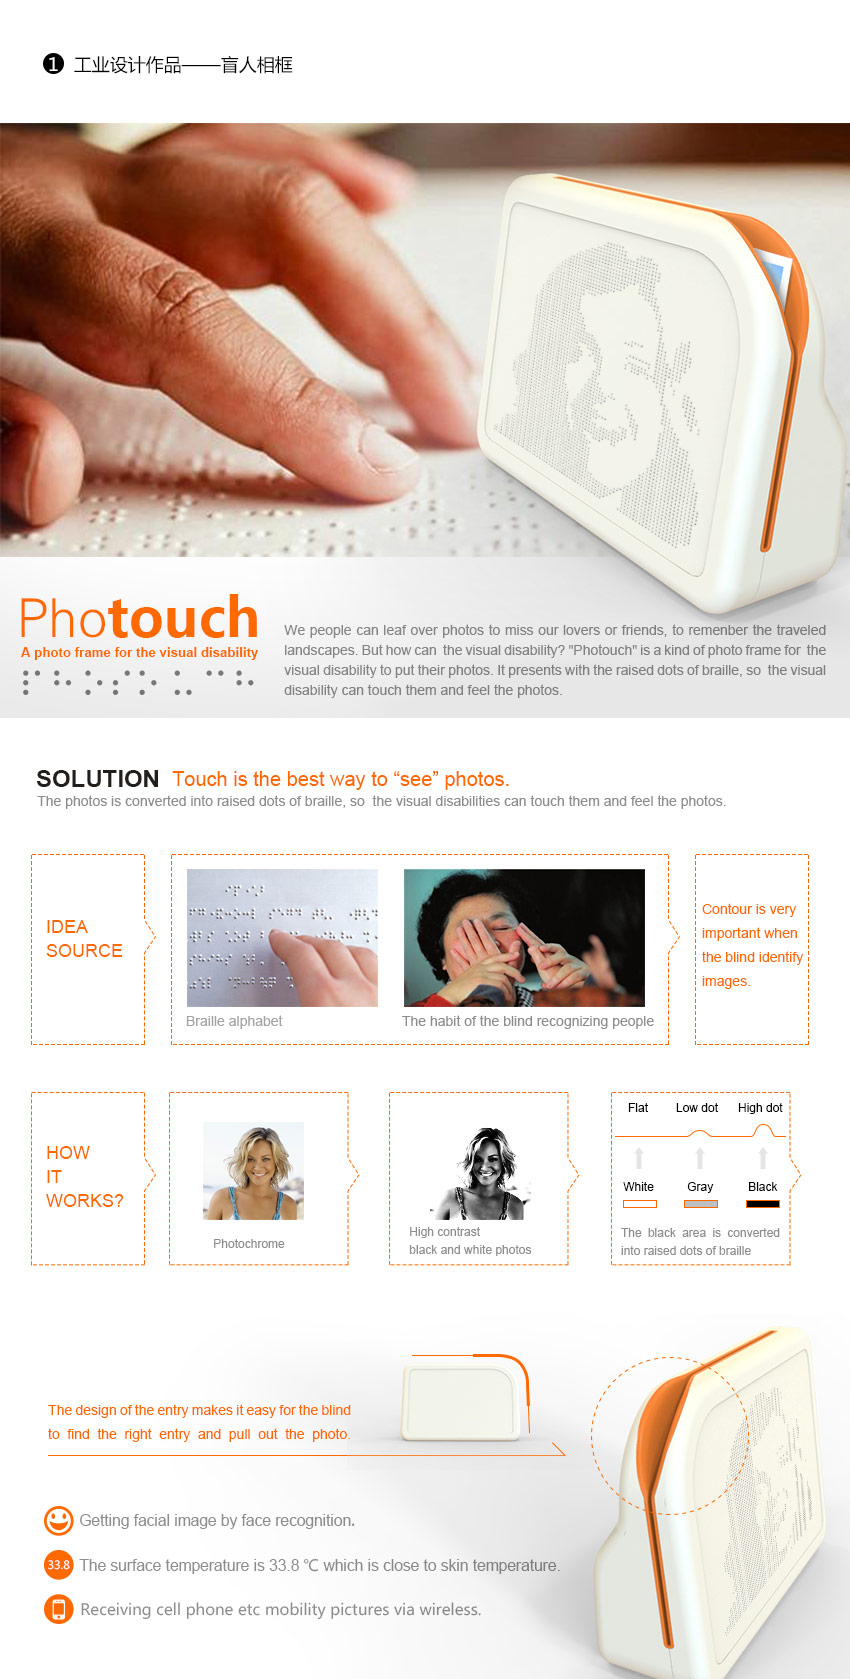 1 工业设计作品——盲人相框
Photouch
A photo frame for the visual disability
We people can leaf over photos to miss our lovers or friends, to remenber the traveled
landscapes. But how can the visual disability? "Photouch" is a kind of photo frame for the
visual disability to put their photos. It presents with the raised dots of braille, so the visual
disability can touch them and feel the photos.
SOLUTION Touch is the best way to “see” photos.
The photos is converted into raised dots of braille, so the visual disabilities can touch them and feel the photos.
IDEA
SOURCE
Braille alphabet
The habit of the blind recognizing people
Contour is very
important when
the blind identify
images.
HOW
IT
WORKS?
Photochrome
High contrast
black and white photos
Flat Low dot High dot
White Gray Black
The black area is converted
into raised dots of braille
The design of the entry makes it easy for the blind
to find the right entry and pull out the photo.
Getting facial image by face recognition.
33.8 The surface temperature is 33.8 ℃ which is close to skin temperature.
Receiving cell phone etc mobility pictures via wireless.